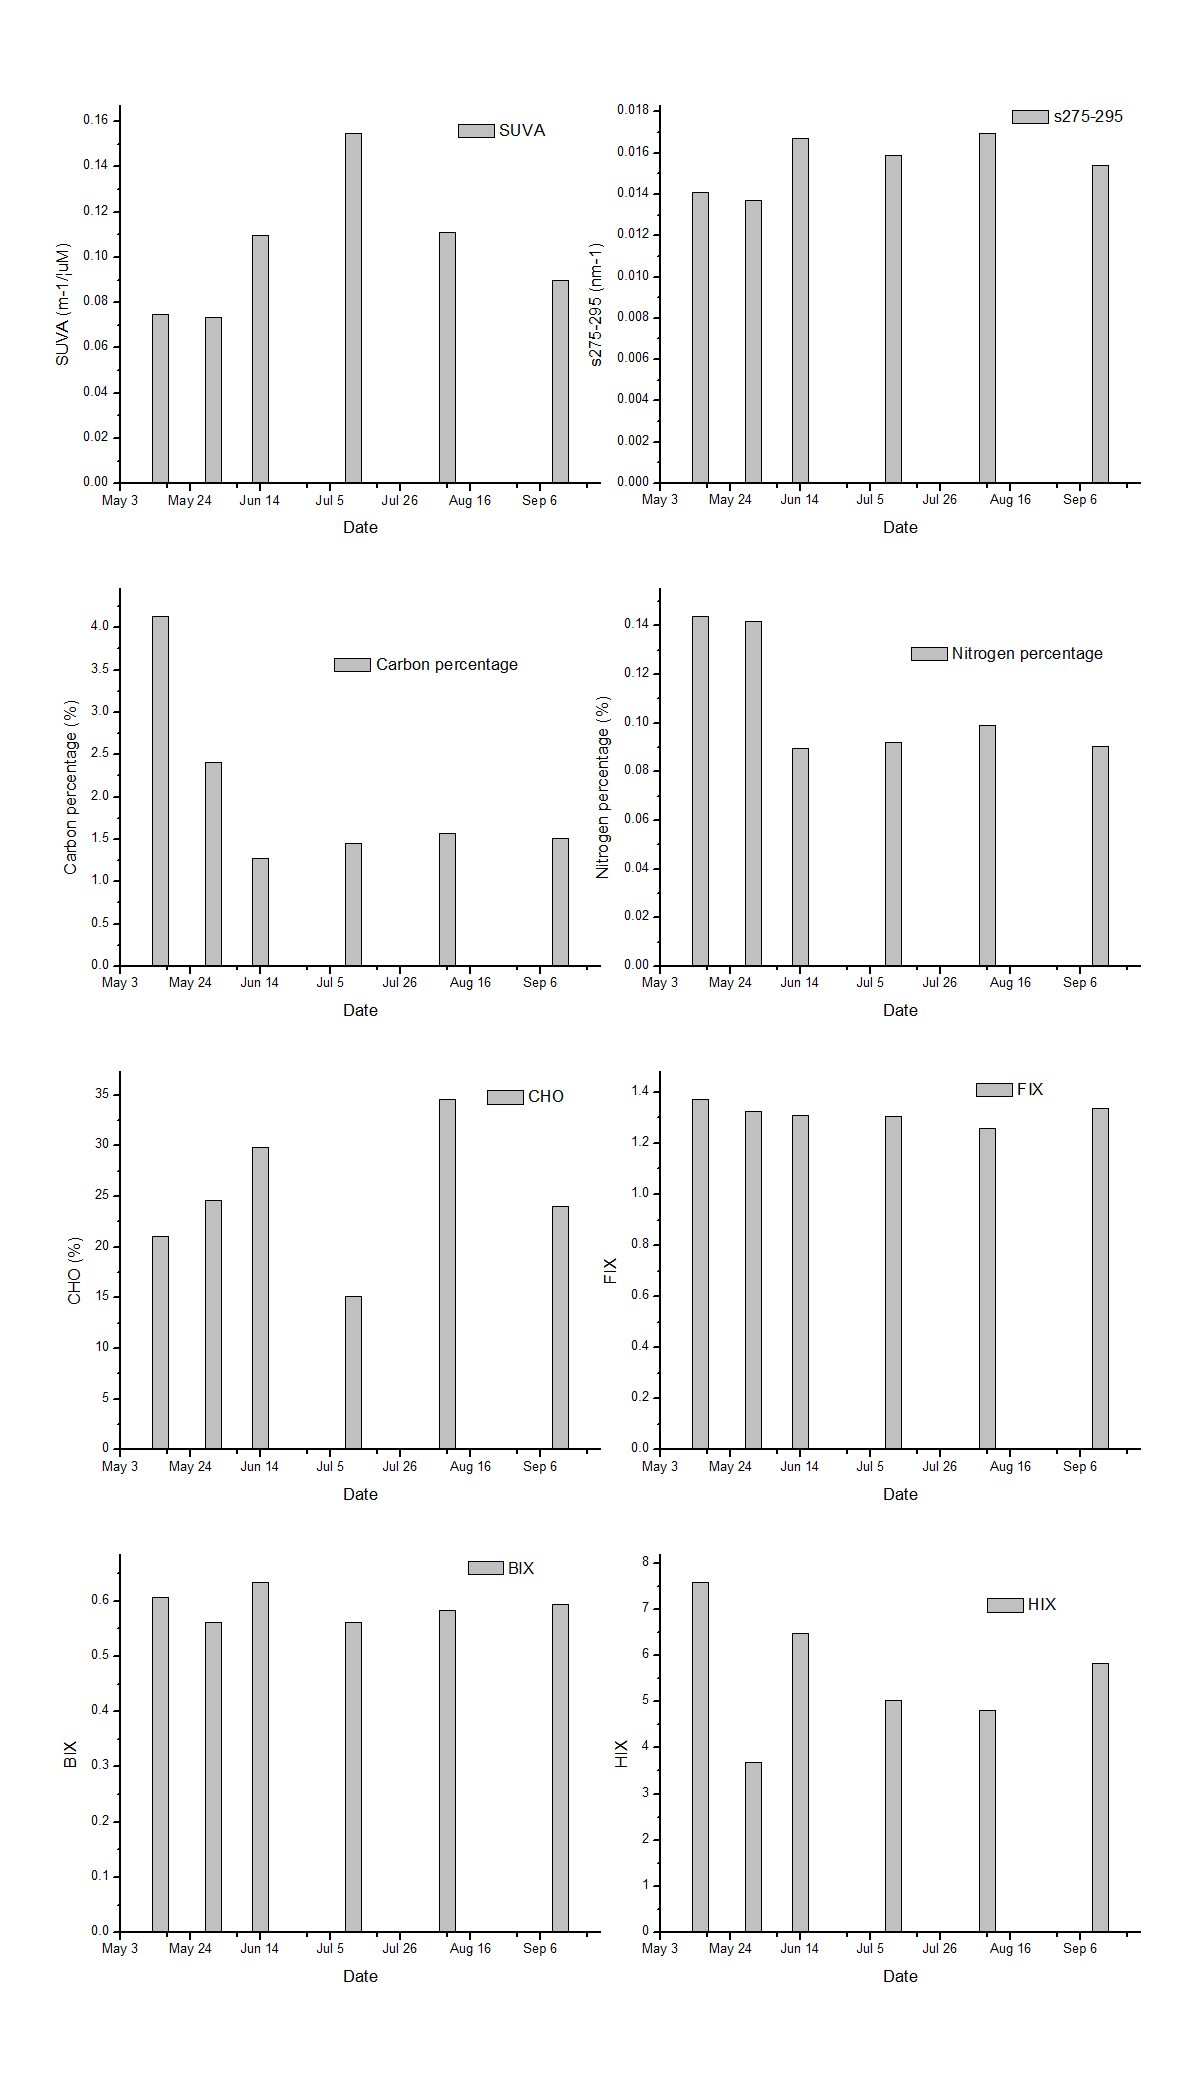 SUVA
0.16
0.14
0.12
0.10
0.08
0.06
0.04
0.02
0.00
SUVA (m-1/¦uM)
May 3 May 24 Jun 14 Jul 5 Jul 26 Aug 16 Sep 6
Date
s275-295
0.018
0.016
0.014
0.012
0.010
0.008
0.006
0.004
0.002
0.000
s275-295 (nm-1)
May 3 May 24 Jun 14 Jul 5 Jul 26 Aug 16 Sep 6
Date
Carbon percentage
4.0
3.5
3.0
2.5
2.0
1.5
1.0
0.5
0.0
Carbon percentage (%)
May 3 May 24 Jun 14 Jul 5 Jul 26 Aug 16 Sep 6
Date
Nitrogen percentage
0.14
0.12
0.10
0.08
0.06
0.04
0.02
0.00
Nitrogen percentage (%)
May 3 May 24 Jun 14 Jul 5 Jul 26 Aug 16 Sep 6
Date
CHO
35
30
25
20
15
10
5
0
CHO (%)
May 3 May 24 Jun 14 Jul 5 Jul 26 Aug 16 Sep 6
Date
FIX
1.4
1.2
1.0
0.8
0.6
0.4
0.2
0.0
FIX
May 3 May 24 Jun 14 Jul 5 Jul 26 Aug 16 Sep 6
Date
BIX
0.6
0.5
0.4
0.3
0.2
0.1
0.0
BIX
May 3 May 24 Jun 14 Jul 5 Jul 26 Aug 16 Sep 6
Date
HIX
8
7
6
5
4
3
2
1
0
HIX
May 3 May 24 Jun 14 Jul 5 Jul 26 Aug 16 Sep 6
Date